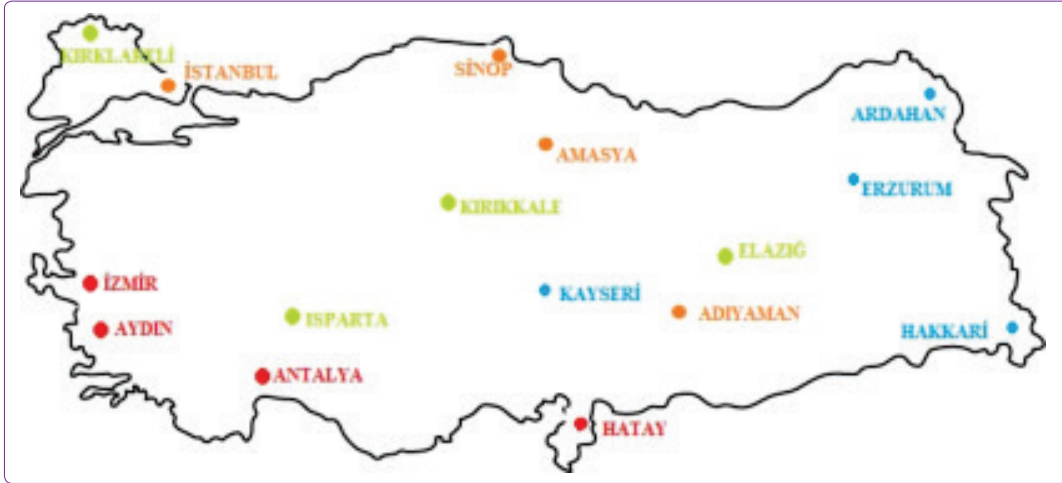 KIRKLARELİ
İSTANBUL
SİNOP
ARDAHAN
AMASYA
ERZURUM
KIRIKKALE
ELAZIĞ
İZMİR
KAYSERİ
ISPARTA
ADIYAMAN
AYDIN
HAKKARİ
ANTALYA
HATAY